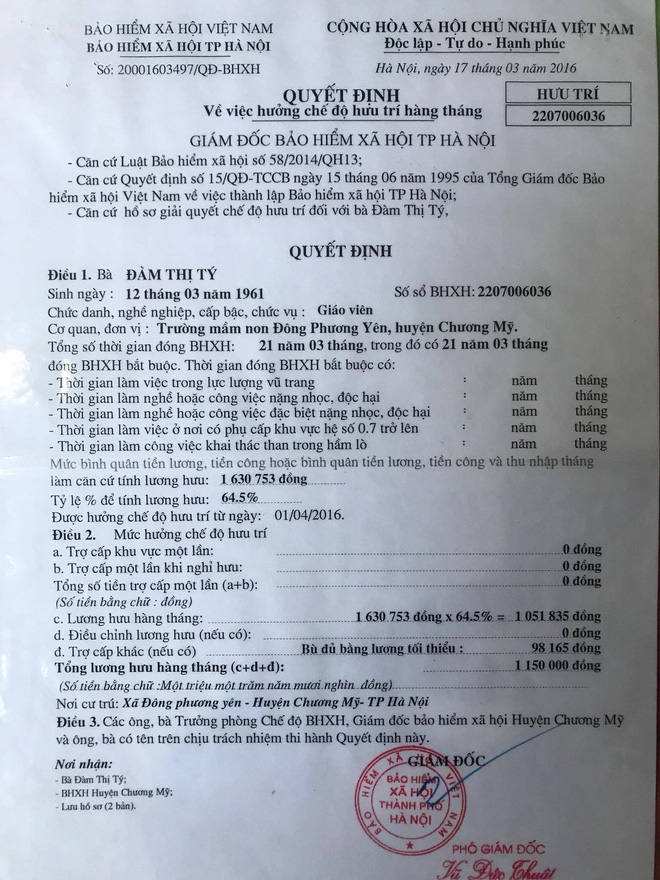 BẢO HIỂM XÃ HỘI VIỆT NAM
BẢO HIỂM XÃ HỘI TP HÀ NỘI
Số: 20001603497/QĐ-BHXH
CỘNG HÒA XÃ HỘI CHỦ NGHĨA VIỆT NAM
Độc lập - Tự do - Hạnh phúc
Hà Nội, ngày 17 tháng 03 năm 2016
QUYẾT ĐỊNH
Về việc hưởng chế độ hưu trí hàng tháng
HƯU TRÍ
2207006036
GIÁM ĐỐC BẢO HIỂM XÃ HỘI TP HÀ NỘI
- Căn cứ Luật Bảo hiểm xã hội số 58/2014/QH13;
- Căn cứ Quyết định số 15/QĐ-TCCB ngày 15 tháng 06 năm 1995 của Tổng Giám đốc Bảo
hiểm xã hội Việt Nam về việc thành lập Bảo hiểm xã hội TP Hà Nội;
- Căn cứ hồ sơ giải quyết chế độ hưu trí đối với bà Đàm Thị Tý,
QUYẾT ĐỊNH
Điều 1. Bà ĐÀM THỊ TÝ
Sinh ngày : 12 tháng 03 năm 1961 Số sổ BHXH: 2207006036
Chức danh, nghề nghiệp, cấp bậc, chức vụ : Giáo viên
Cơ quan, đơn vị : Trường mầm non Đông Phương Yên, huyện Chương Mỹ.
Tổng số thời gian đóng BHXH: 21 năm 03 tháng, trong đó có 21 năm 03 tháng
đóng BHXH bắt buộc. Thời gian đóng BHXH bắt buộc có:
- Thời gian làm việc trong lực lượng vũ trang : năm tháng
- Thời gian làm nghề hoặc công việc nặng nhọc, độc hại : năm tháng
- Thời gian làm nghề hoặc công việc đặc biệt nặng nhọc, độc hại : năm tháng
- Thời gian làm việc ở nơi có phụ cấp khu vực hệ số 0.7 trở lên : năm tháng
- Thời gian làm công việc khai thác than trong hầm lò : năm tháng
Mức bình quân tiền lương, tiền công hoặc bình quân tiền lương, tiền công và thu nhập tháng
làm căn cứ tính lương hưu: 1 630 753 đồng
Tỷ lệ % để tính lương hưu: 64.5%
Được hưởng chế độ hưu trí từ ngày: 01/04/2016.
Điều 2. Mức hưởng chế độ hưu trí
a. Trợ cấp khu vực một lần: 0 đồng
b. Trợ cấp một lần khi nghỉ hưu: 0 đồng
Tổng số tiền trợ cấp một lần (a+b): 0 đồng
(Số tiền bằng chữ : đồng)
c. Lương hưu hàng tháng: 1 630 753 đồng x 64.5% = 1 051 835 đồng
d. Điều chỉnh lương hưu (nếu có): 0 đồng
đ. Trợ cấp khác (nếu có) Bù đủ bằng lương tối thiểu : 98 165 đồng
Tổng lương hưu hàng tháng (c+d+đ): 1 150 000 đồng
(Số tiền bằng chữ :Một triệu một trăm năm mươi nghìn đồng)
Nơi cư trú: Xã Đông phương yên - Huyện Chương Mỹ- TP Hà Nội
Điều 3. Các ông, bà Trưởng phòng Chế độ BHXH, Giám đốc bảo hiểm xã hội Huyện Chương Mỹ
và ông, bà có tên trên chịu trách nhiệm thi hành Quyết định này.
Nơi nhận:
- Bà Đàm Thị Tý;
- BHXH Huyện Chương Mỹ;
- Lưu hồ sơ (2 bản).
GIÁM ĐỐC
BẢO HIỂM XÃ HỘI VIỆT NAM
BẢO HIỂM
XÃ HỘI
THÀNH PHỐ
HÀ NỘI
PHÓ GIÁM ĐỐC
Vũ Đức Thuật